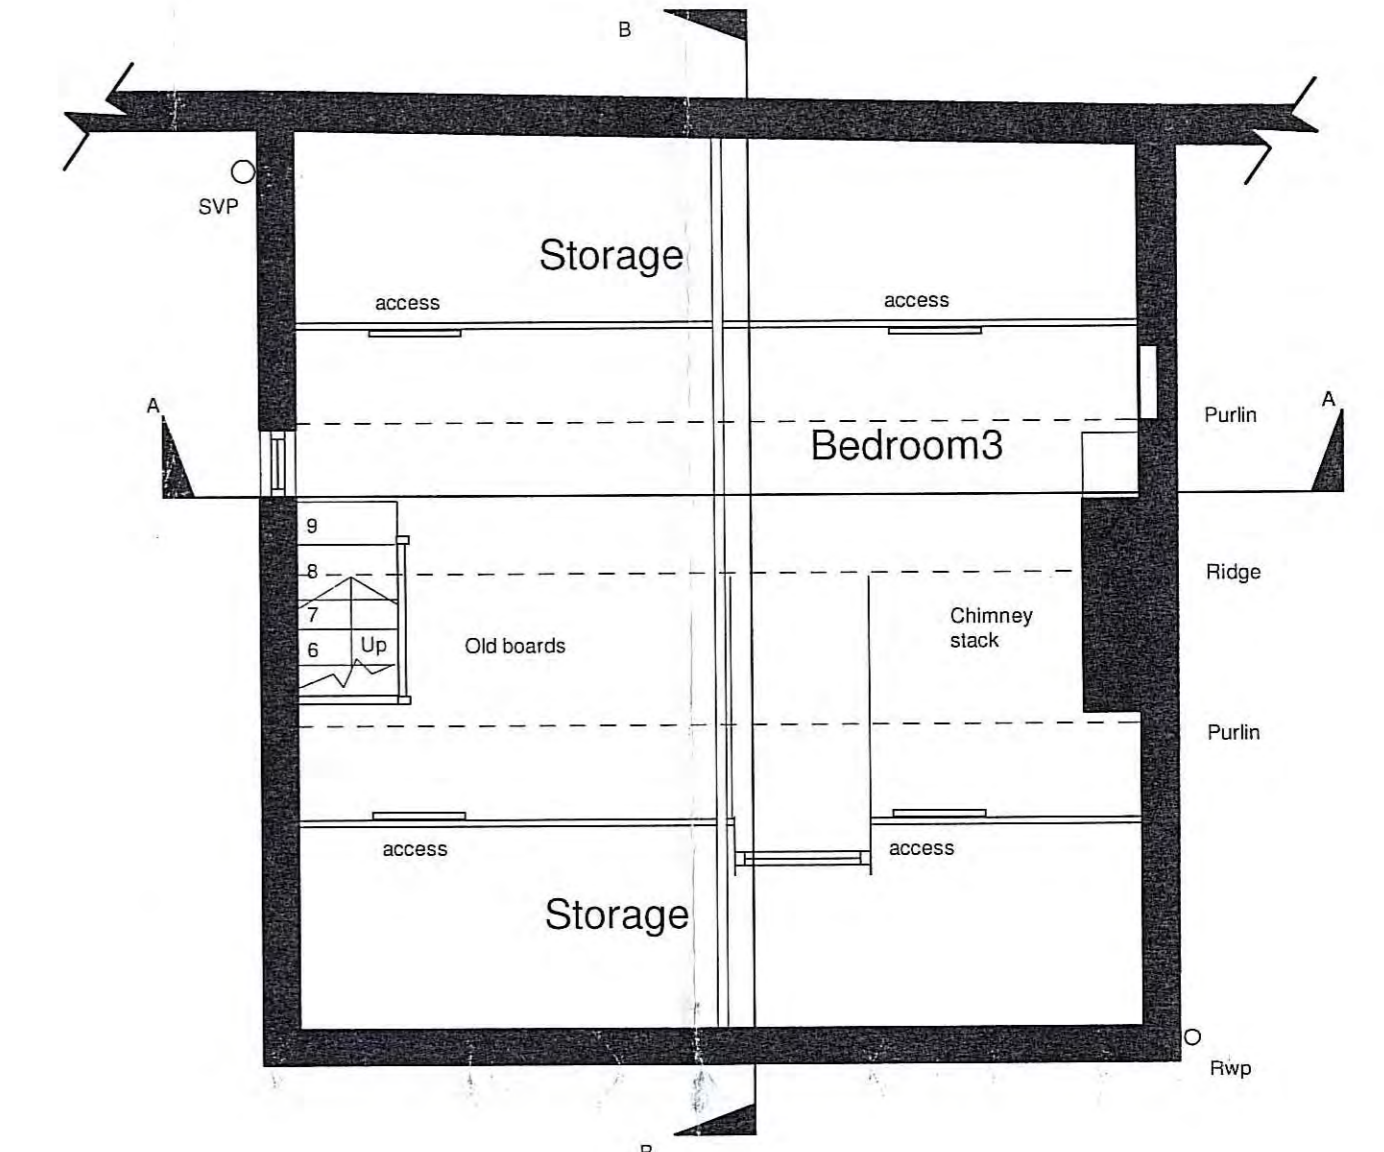 B
SVP
Storage
access
access
A
A
Purlin
Bedroom3
9
8
Ridge
7
Chimney
stack
6
Up
Old boards
Purlin
access
access
Storage
Rwp